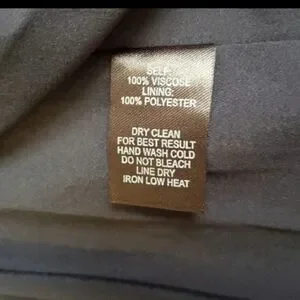 SELF:
100% VISCOSE
LINING:
100% POLYESTER
DRY CLEAN
FOR BEST RESULT
HAND WASH COLD
DO NOT BLEACH
LINE DRY
IRON LOW HEAT